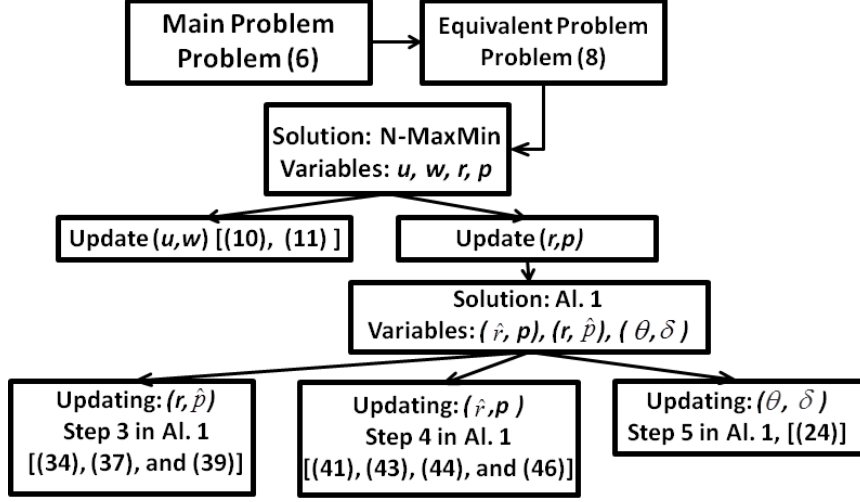 Main Problem
Problem (6)
Equivalent Problem
Problem (8)
Solution: N-MaxMin
Variables: u, w, r, p
Update (u,w) [(10), (11) ]
Update (r,p)
Solution: Al. 1
Variables: ( r̂, p), (r, p̂), ( θ, δ )
Updating: (r, p̂)
Step 3 in Al. 1
[(34), (37), and (39)]
Updating: ( r̂ ,p )
Step 4 in Al. 1
[(41), (43), (44), and (46)]
Updating: (θ, δ )
Step 5 in Al. 1, [(24)]